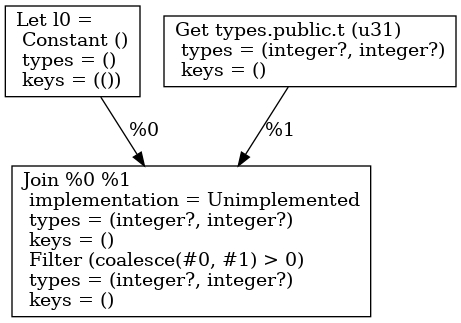 Let l0 =
Constant ()
types = ()
keys = (())
Get types.public.t (u31)
types = (integer?, integer?)
keys = ()
%0
%1
Join %0 %1
implementation = Unimplemented
types = (integer?, integer?)
keys = ()
Filter (coalesce(#0, #1) > 0)
types = (integer?, integer?)
keys = ()